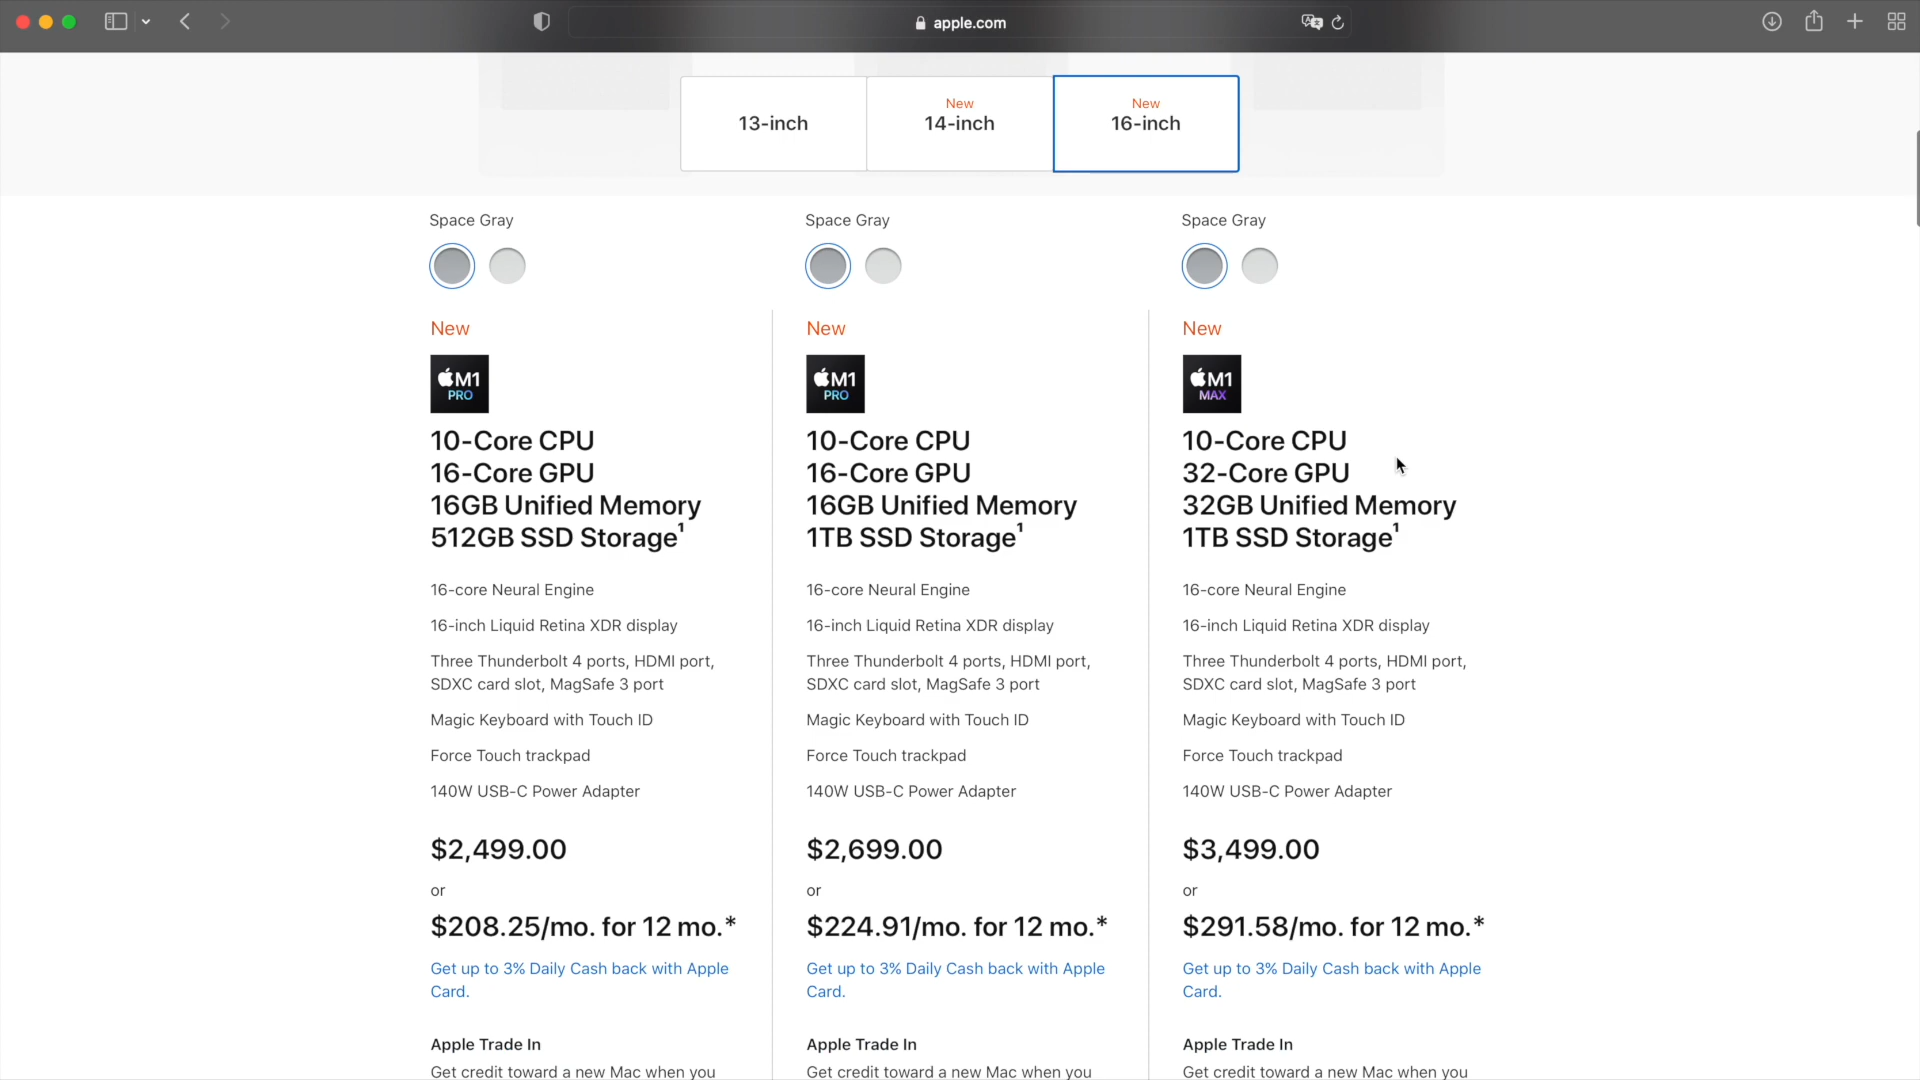 apple.com
13-inch
New
14-inch
New
16-inch
Space Gray
Space Gray
Space Gray
New
M1
PRO
10-Core CPU
16-Core GPU
16GB Unified Memory
512GB SSD Storage¹
16-core Neural Engine
16-inch Liquid Retina XDR display
Three Thunderbolt 4 ports, HDMI port,
SDXC card slot, MagSafe 3 port
Magic Keyboard with Touch ID
Force Touch trackpad
140W USB-C Power Adapter
$2,499.00
or
$208.25/mo. for 12 mo.*
Get up to 3% Daily Cash back with Apple
Card.
Apple Trade In
Get credit toward a new Mac when you
New
M1
PRO
10-Core CPU
16-Core GPU
16GB Unified Memory
1TB SSD Storage¹
16-core Neural Engine
16-inch Liquid Retina XDR display
Three Thunderbolt 4 ports, HDMI port,
SDXC card slot, MagSafe 3 port
Magic Keyboard with Touch ID
Force Touch trackpad
140W USB-C Power Adapter
$2,699.00
or
$224.91/mo. for 12 mo.*
Get up to 3% Daily Cash back with Apple
Card.
Apple Trade In
Get credit toward a new Mac when you
New
M1
MAX
10-Core CPU
32-Core GPU
32GB Unified Memory
1TB SSD Storage¹
16-core Neural Engine
16-inch Liquid Retina XDR display
Three Thunderbolt 4 ports, HDMI port,
SDXC card slot, MagSafe 3 port
Magic Keyboard with Touch ID
Force Touch trackpad
140W USB-C Power Adapter
$3,499.00
or
$291.58/mo. for 12 mo.*
Get up to 3% Daily Cash back with Apple
Card.
Apple Trade In
Get credit toward a new Mac when you